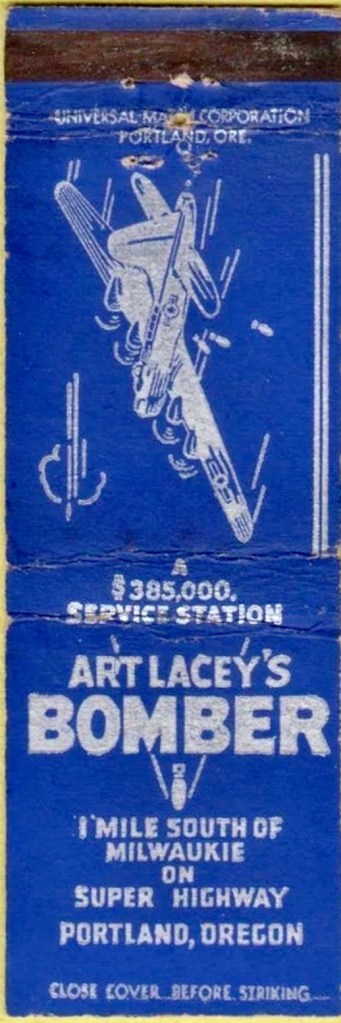 UNIVERSAL MATCH CORPORATION
PORTLAND, ORE.
A
$385,000.
SERVICE STATION
ART LACEY'S
BOMBER
1 MILE SOUTH OF
MILWAUKIE
ON
SUPER HIGHWAY
PORTLAND, OREGON
CLOSE COVER BEFORE STRIKING